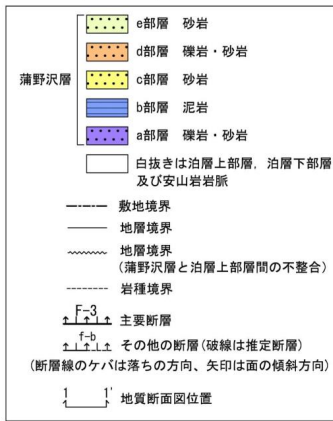 e部層 砂岩
d部層 礫岩・砂岩
蒲野沢層
c部層 砂岩
b部層 泥岩
a部層 礫岩・砂岩
白抜きは泊層上部層，泊層下部層
及び安山岩岩脈
敷地境界
地層境界
地層境界
(蒲野沢層と泊層上部層間の不整合)
岩種境界
F-3 主要断層
f-b その他の断層(破線は推定断層)
(断層線のケバは落ちの方向、矢印は面の傾斜方向)
1 1' 地質断面図位置